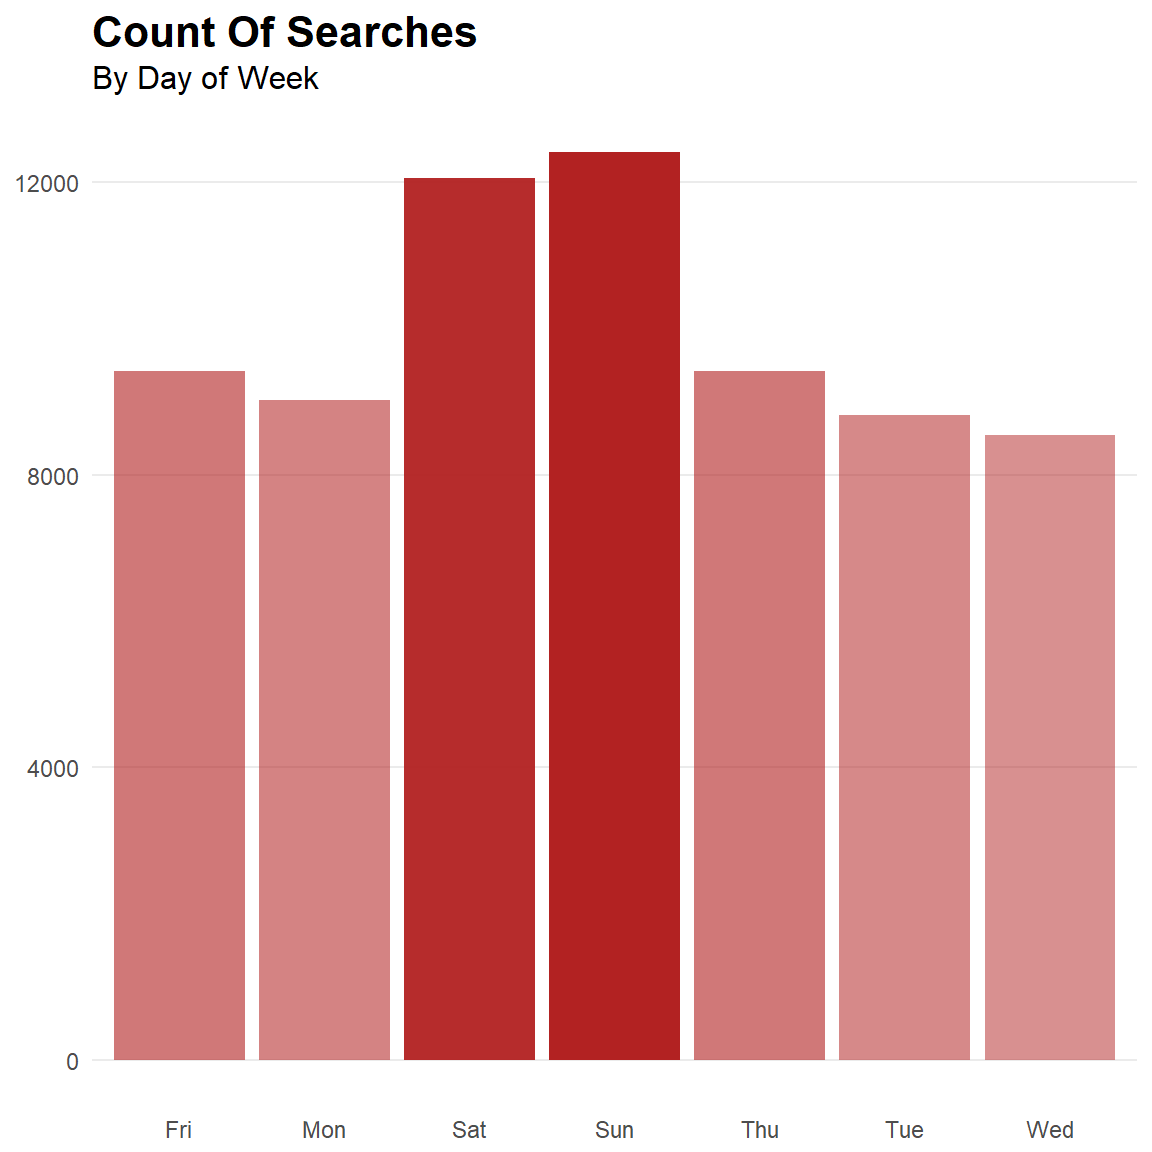 Count Of Searches
By Day of Week
12000
8000
4000
0
Fri Mon Sat Sun Thu Tue Wed